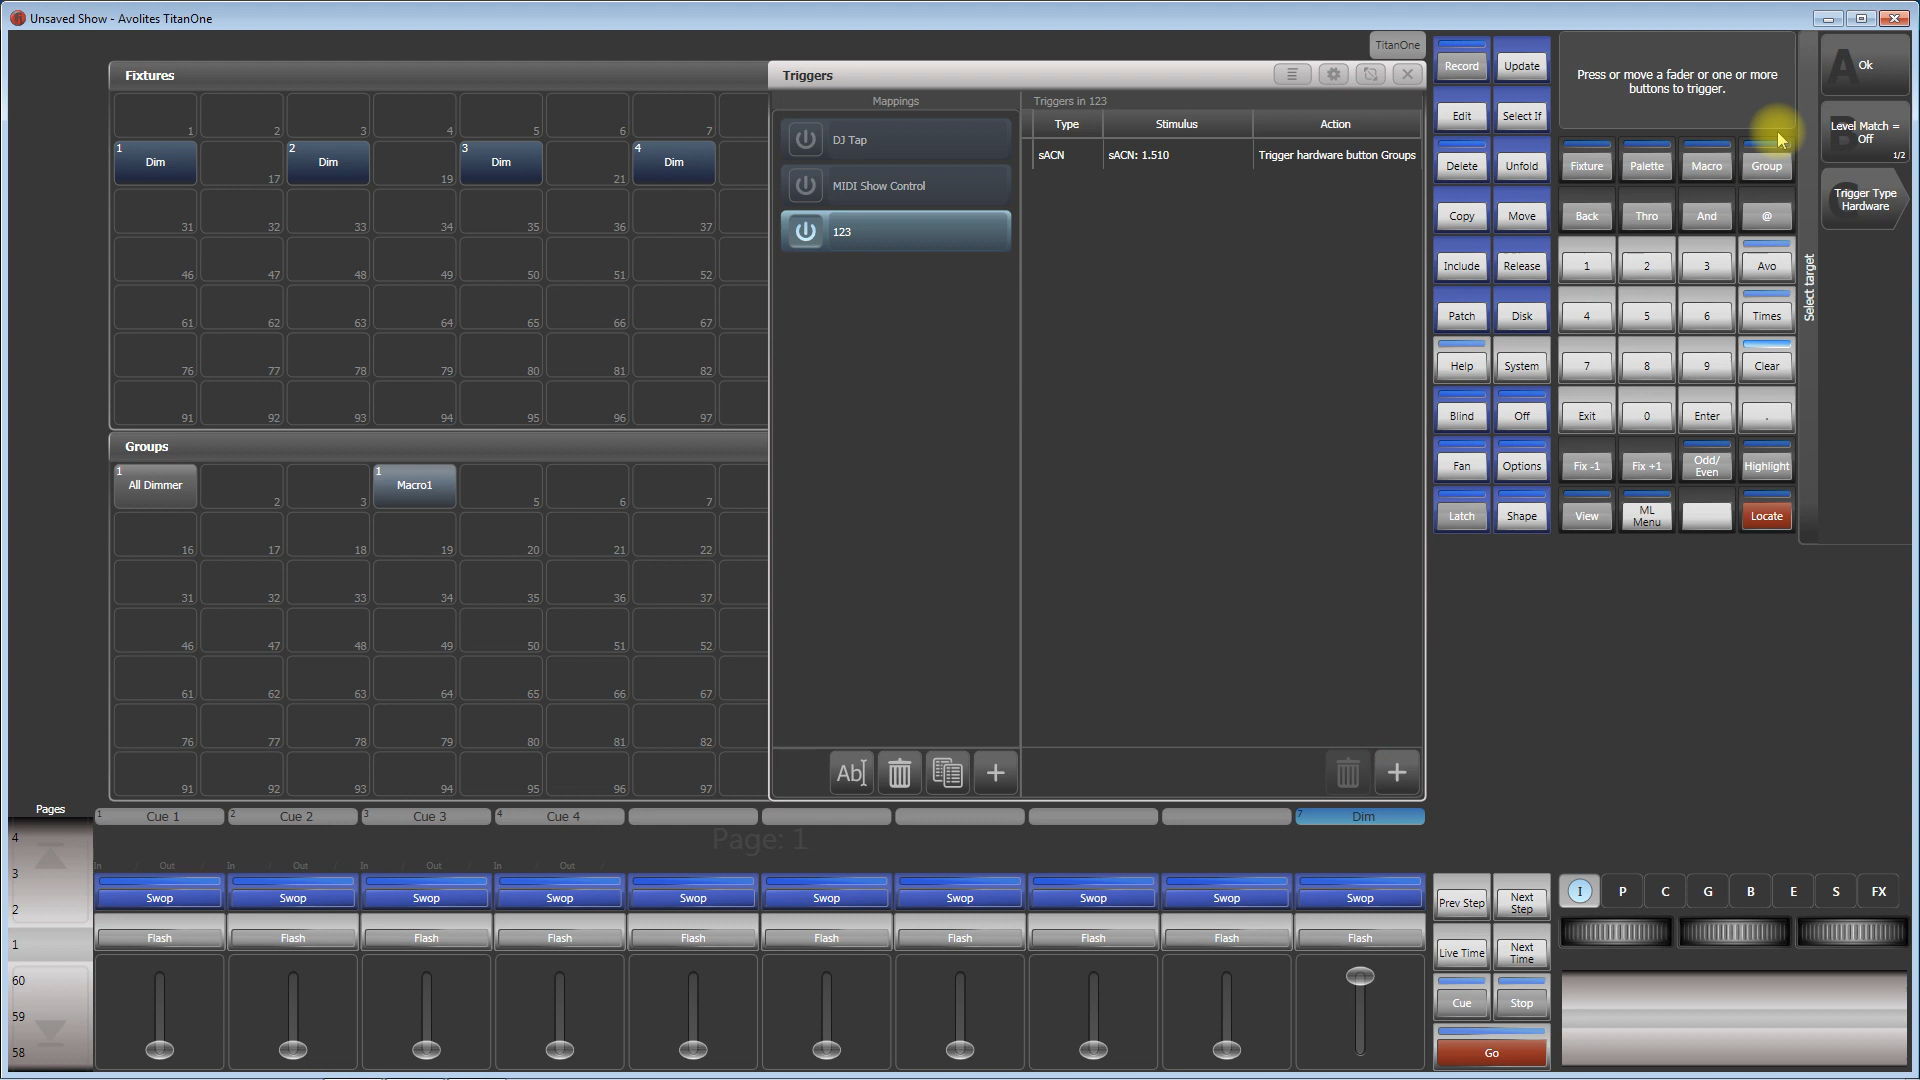 Unsaved Show - Avolites TitanOne
TitanOne
Fixtures
1 2 3 4 5 6 7
1 Dim 17 2 Dim 19 3 Dim 21 4 Dim
31 32 33 34 35 36 37
46 47 48 49 50 51 52
61 62 63 64 65 66 67
76 77 78 79 80 81 82
91 92 93 94 95 96 97
Groups
1 All Dimmer 2 3 1 Macro1 5 6 7
16 17 18 19 20 21 22
31 32 33 34 35 36 37
46 47 48 49 50 51 52
61 62 63 64 65 66 67
76 77 78 79 80 81 82
91 92 93 94 95 96 97
Triggers
Mappings
DJ Tap
MIDI Show Control
123
Triggers in 123
Type Stimulus Action
sACN sACN: 1.510 Trigger hardware button Groups
Ab
Record Update
Edit Select If
Delete Unfold
Copy Move
Include Release
Patch Disk
Help System
Blind Off
Fan Options
Latch Shape
Press or move a fader or one or more
buttons to trigger.
Fixture Palette Macro Group
Back Thro And @
1 2 3 Avo
4 5 6 Times
7 8 9 Clear
Exit 0 Enter .
Fix -1 Fix +1 Odd/
Even Highlight
View ML
Menu Locate
Select target
A Ok
B Level Match =
Off
1/2
C Trigger Type
Hardware
Pages
4
3
2
1
60
59
58
1 Cue 1 2 Cue 2 3 Cue 3 4 Cue 4 7 Dim
Page: 1
In / Out / In / Out / In / Out / In / Out /
Swop Swop Swop Swop Swop Swop Swop Swop Swop Swop
Flash Flash Flash Flash Flash Flash Flash Flash Flash Flash
Prev Step Next
Step
Live Time Next
Time
Cue Stop
Go
I P C G B E S FX